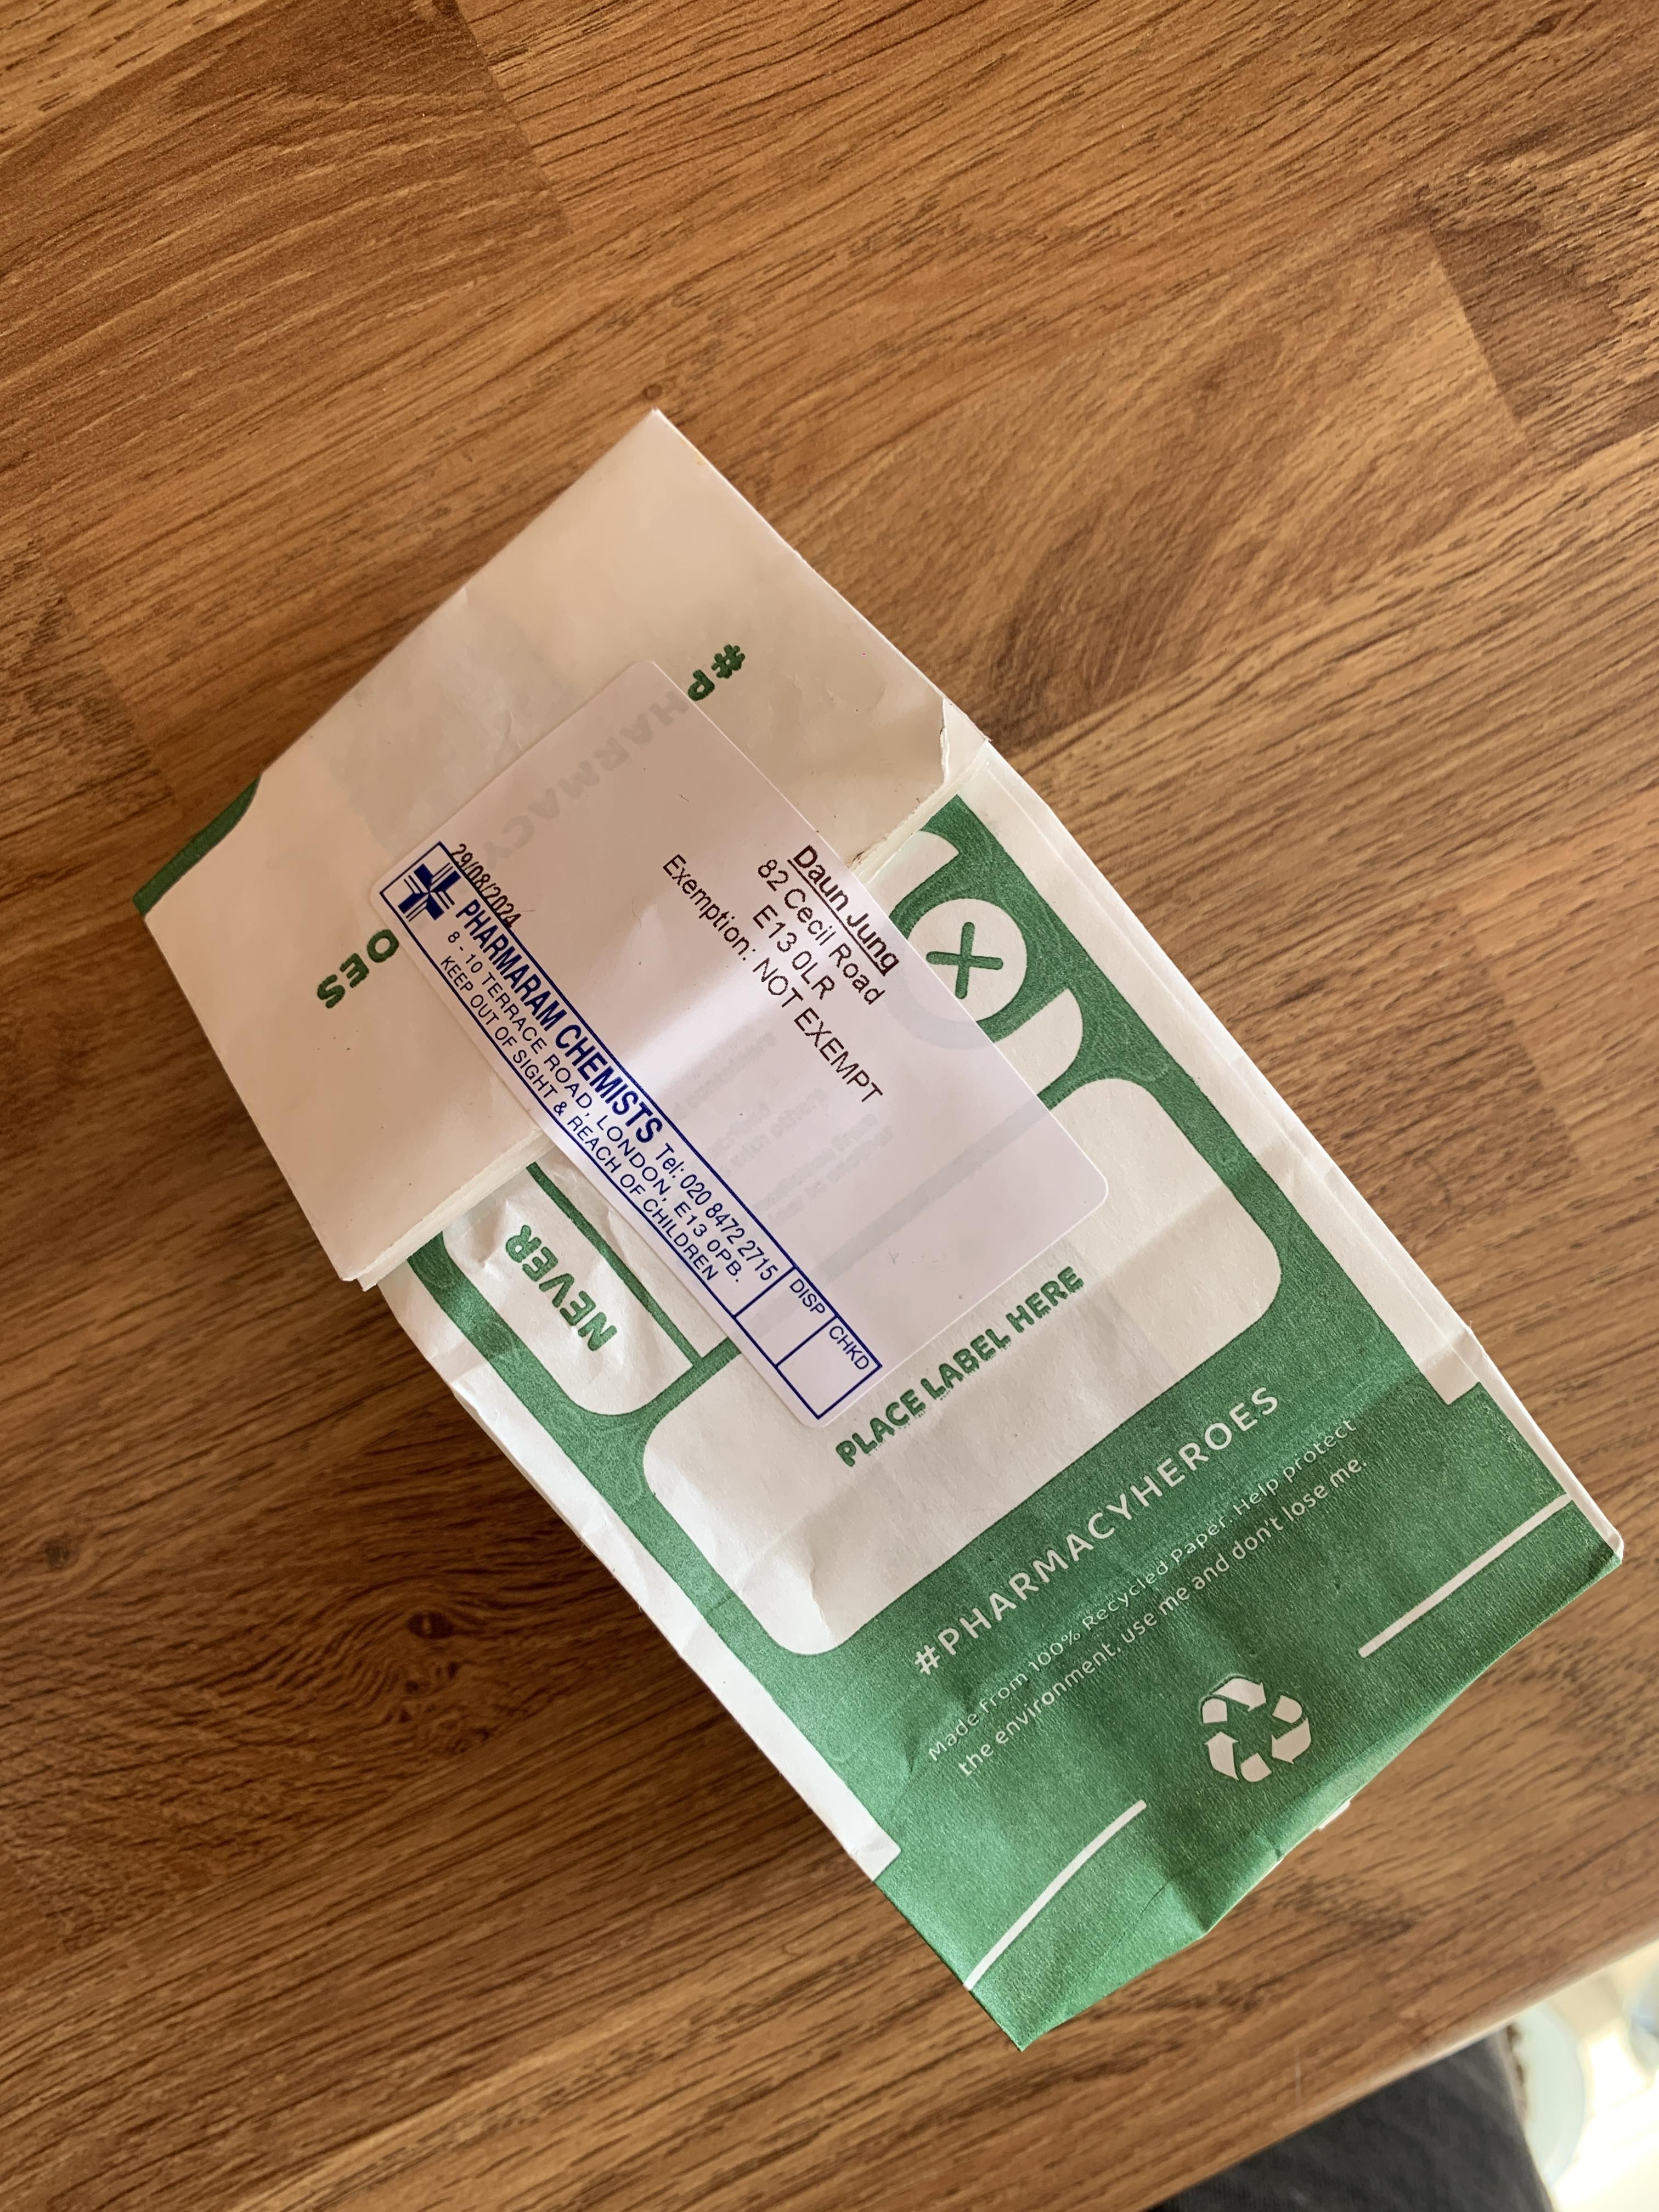 #P
OES
Daun Jung
82 Cecil Road
E13 0LR
Exemption: NOT EXEMPT
29/08/2024
PHARMARAM CHEMISTS Tel: 020 8472 2715
8 - 10 TERRACE ROAD, LONDON, E13 0PB.
KEEP OUT OF SIGHT & REACH OF CHILDREN
DISP
CHKD
NEVER
PLACE LABEL HERE
#PHARMACYHEROES
Made from 100% Recycled Paper. Help protect
the environment. use me and don't lose me.